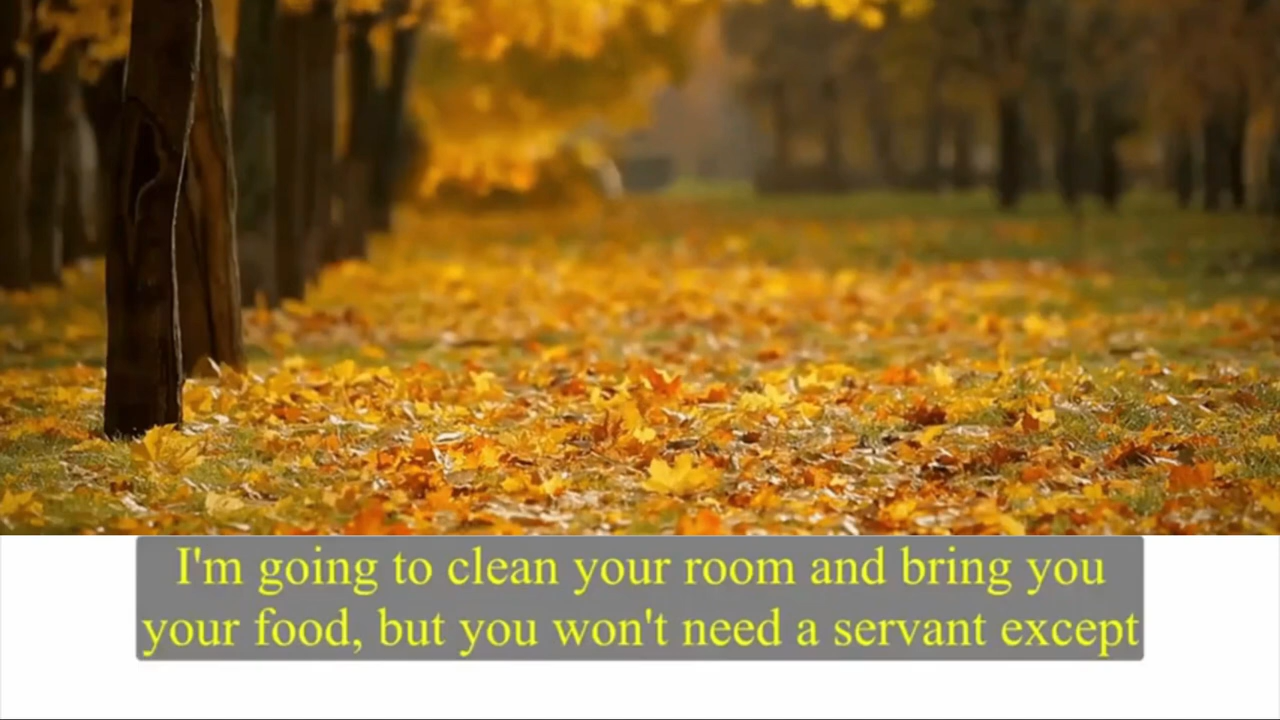 I'm going to clean your room and bring you
your food, but you won't need a servant except